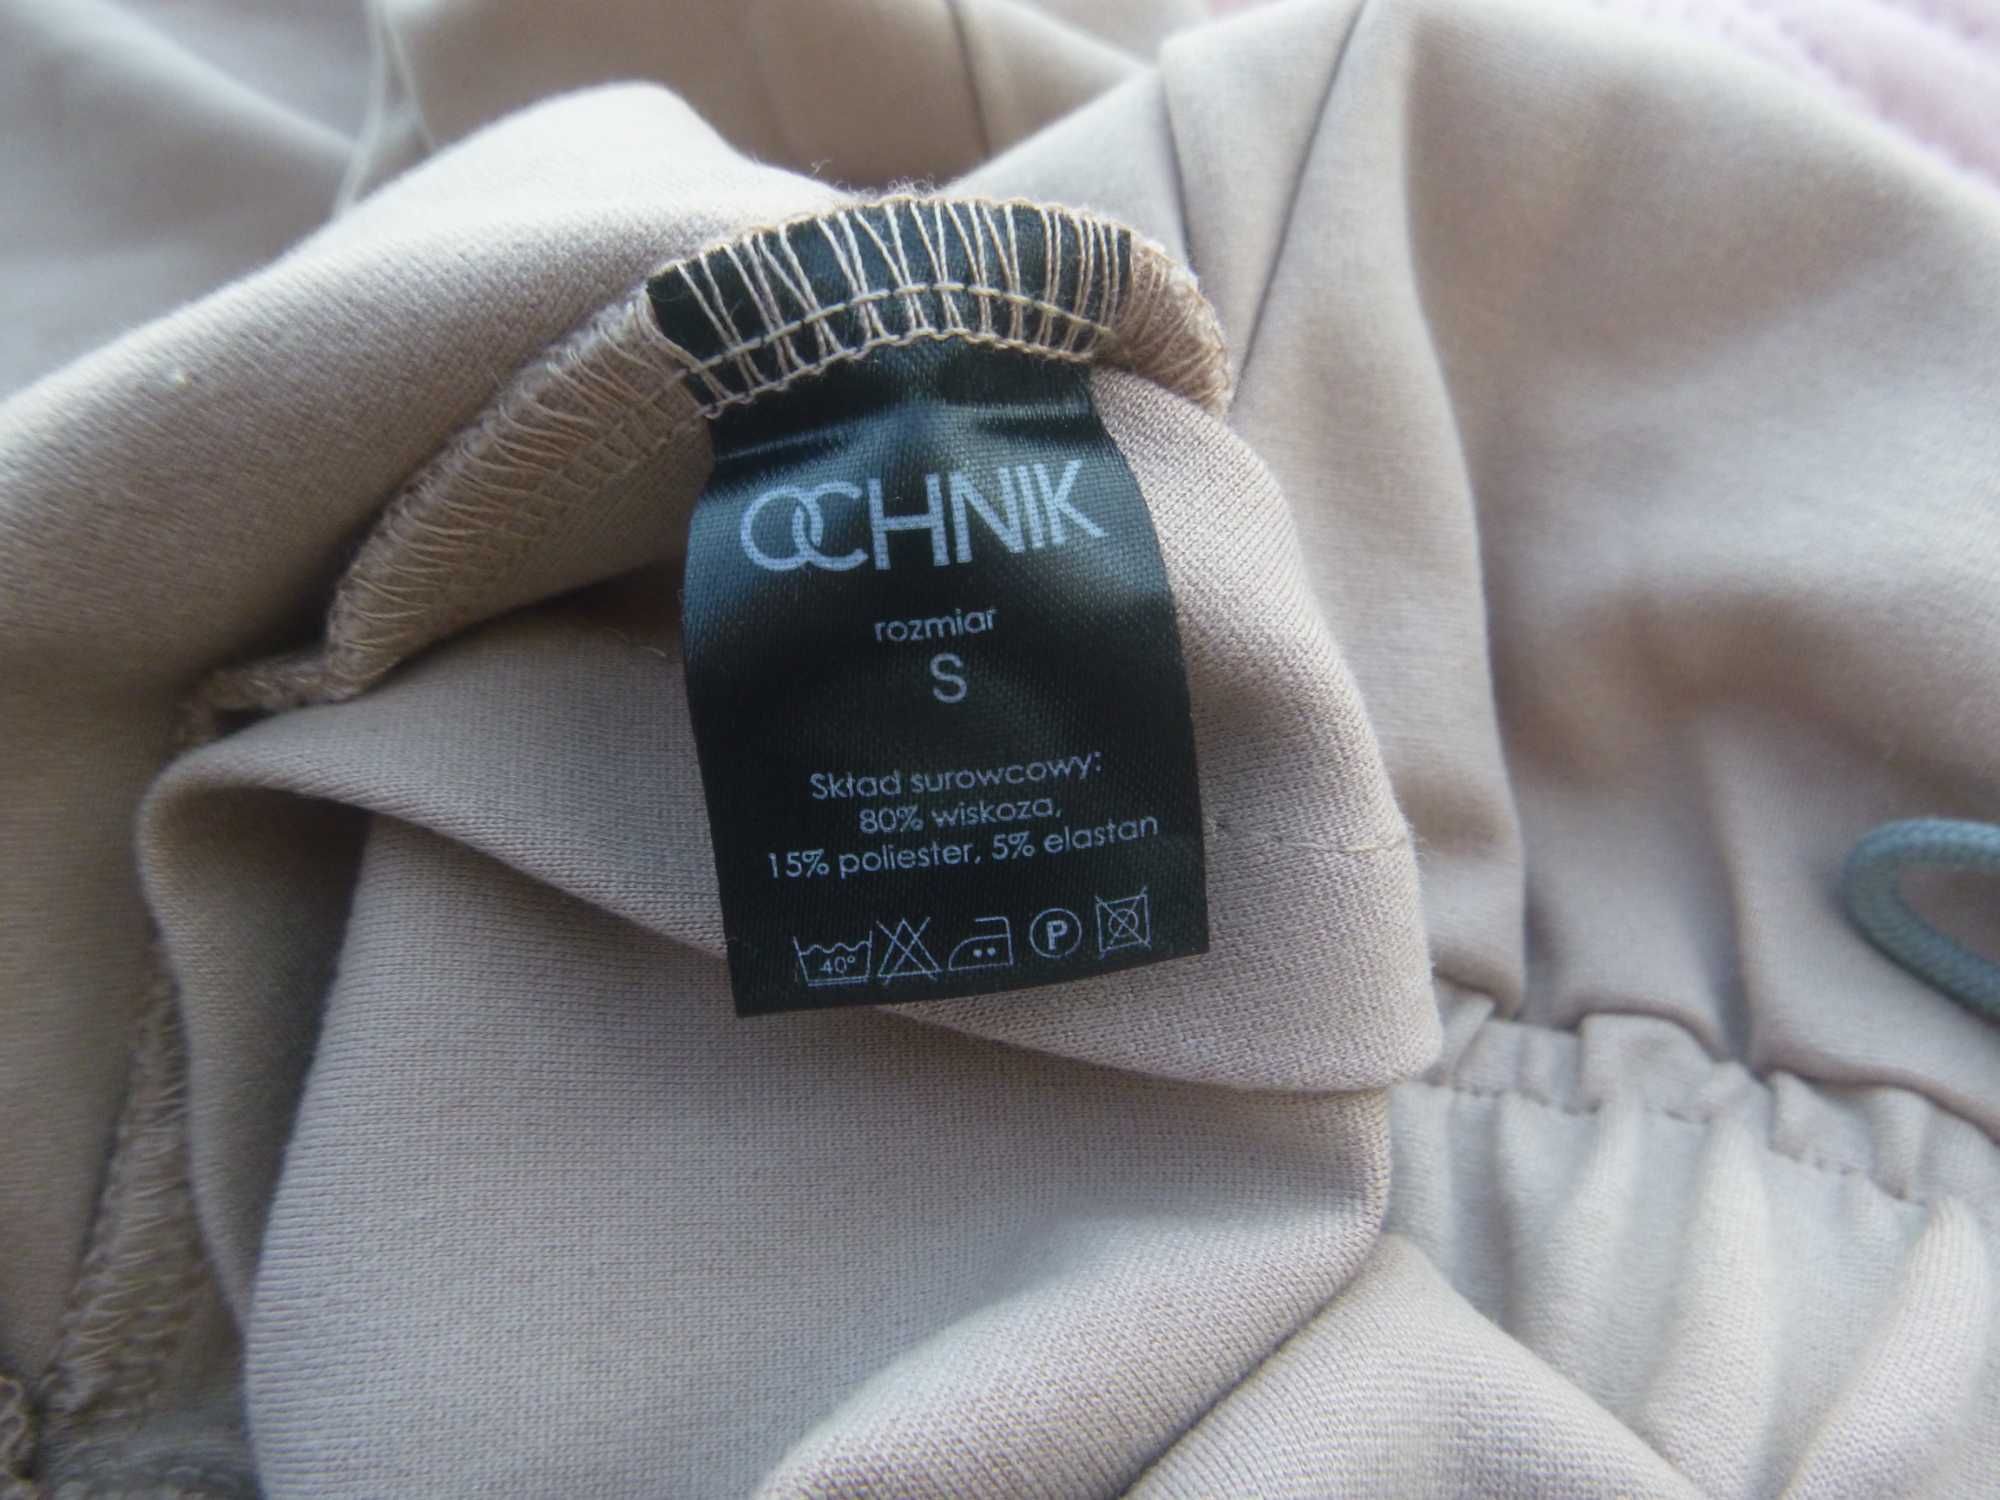 OCHNIK
rozmiar
S
Skład surowcowy:
80% wiskoza,
15% poliester, 5% elastan
40° P